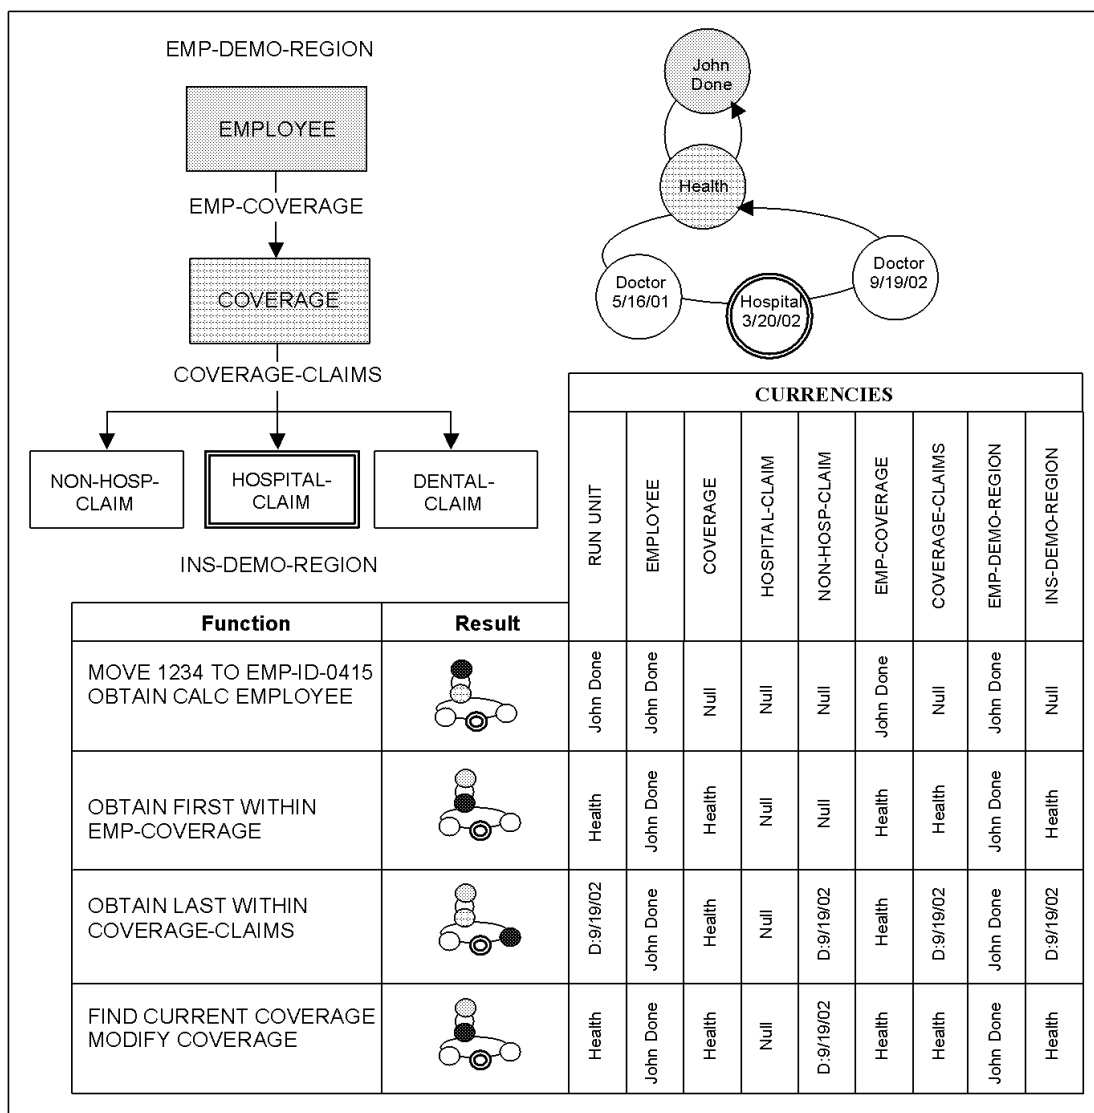 EMP-DEMO-REGION
EMPLOYEE
EMP-COVERAGE
COVERAGE
COVERAGE-CLAIMS
NON-HOSP-
CLAIM
HOSPITAL-
CLAIM
DENTAL-
CLAIM
INS-DEMO-REGION
John
Done
Health
Doctor
5/16/01
Hospital
3/20/02
Doctor
9/19/02
CURRENCIES
RUN UNIT
EMPLOYEE
COVERAGE
HOSPITAL-CLAIM
NON-HOSP-CLAIM
EMP-COVERAGE
COVERAGE-CLAIMS
EMP-DEMO-REGION
INS-DEMO-REGION
Function
Result
MOVE 1234 TO EMP-ID-0415
OBTAIN CALC EMPLOYEE
John Done
John Done
Null
Null
Null
John Done
Null
John Done
Null
OBTAIN FIRST WITHIN
EMP-COVERAGE
Health
John Done
Health
Null
Null
Health
Health
John Done
Health
OBTAIN LAST WITHIN
COVERAGE-CLAIMS
D:9/19/02
John Done
Health
Null
D:9/19/02
Health
D:9/19/02
John Done
D:9/19/02
FIND CURRENT COVERAGE
MODIFY COVERAGE
Health
John Done
Health
Null
D:9/19/02
Health
Health
John Done
Health